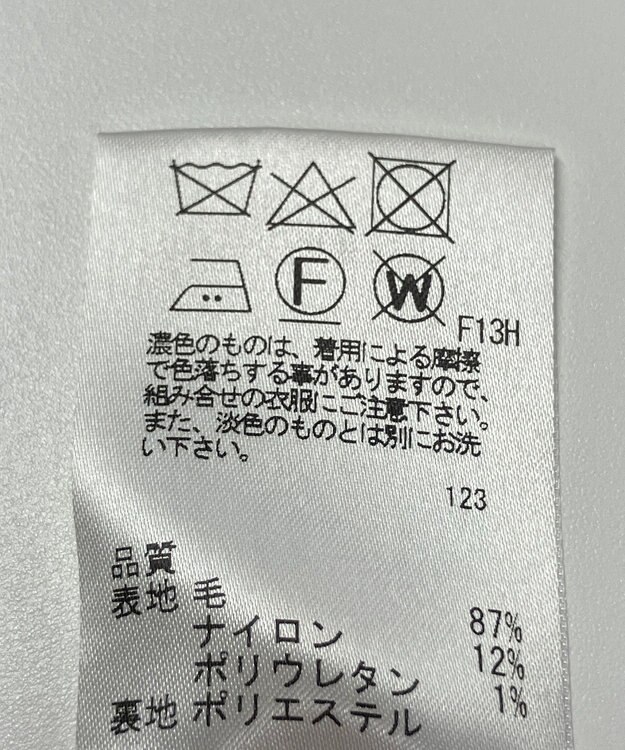 F
W
F13H
濃色のものは、着用による摩擦
で色落ちする事がありますので、
組み合せの衣服にご注意下さい。
また、淡色のものとは別にお洗
い下さい。
123
品質
表地 毛 87%
ナイロン 12%
ポリウレタン 1%
裏地 ポリエステル